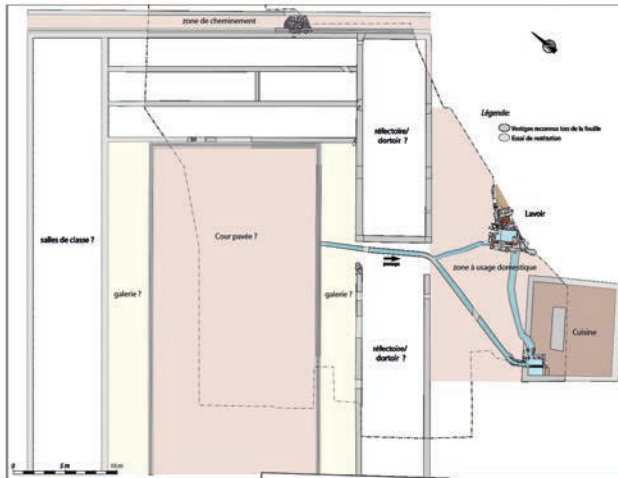 zone de cheminement
Légende:
Vestiges reconnus lors de la fouille
Essai de restitution
réfectoire/
dortoir ?
salles de classe ?
Cour pavée ?
Lavoir
galerie ?
galerie ?
zone à usage domestique
Cuisine
réfectoire/
dortoir ?
0 5 m 10 m